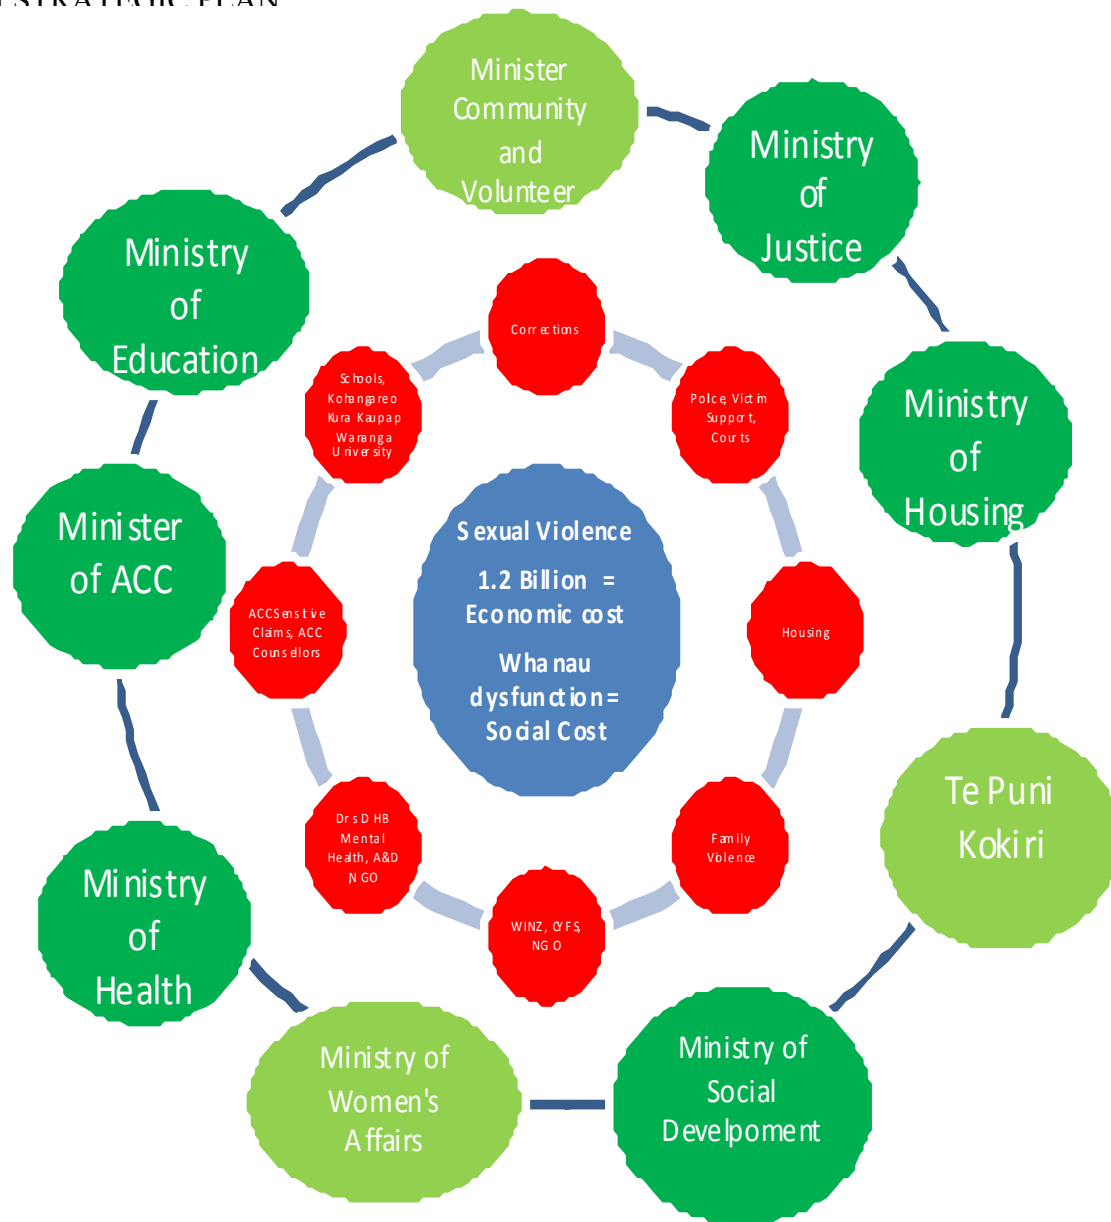 STRATEGIC PLAN
Minister
Community
and
Volunteer
Ministry
of
Justice
Ministry
of
Education
Ministry
of
Housing
Minister
of ACC
Te Puni
Kokiri
Ministry
of
Health
Ministry of
Women's
Affairs
Ministry of
Social
Develpoment
Corrections
Schools,
Kohangareo
Kura Kaupap
Wananga
University
Police, Victim
Support,
Courts
ACC Sensitive
Claims, ACC
Counsellors
Housing
Drs DHB
Mental
Health, A&D
,NGO
Family
Violence
WINZ, CYFS,
NGO
Sexual Violence
1.2 Billion =
Economic cost
Whanau
dysfunction =
Social Cost